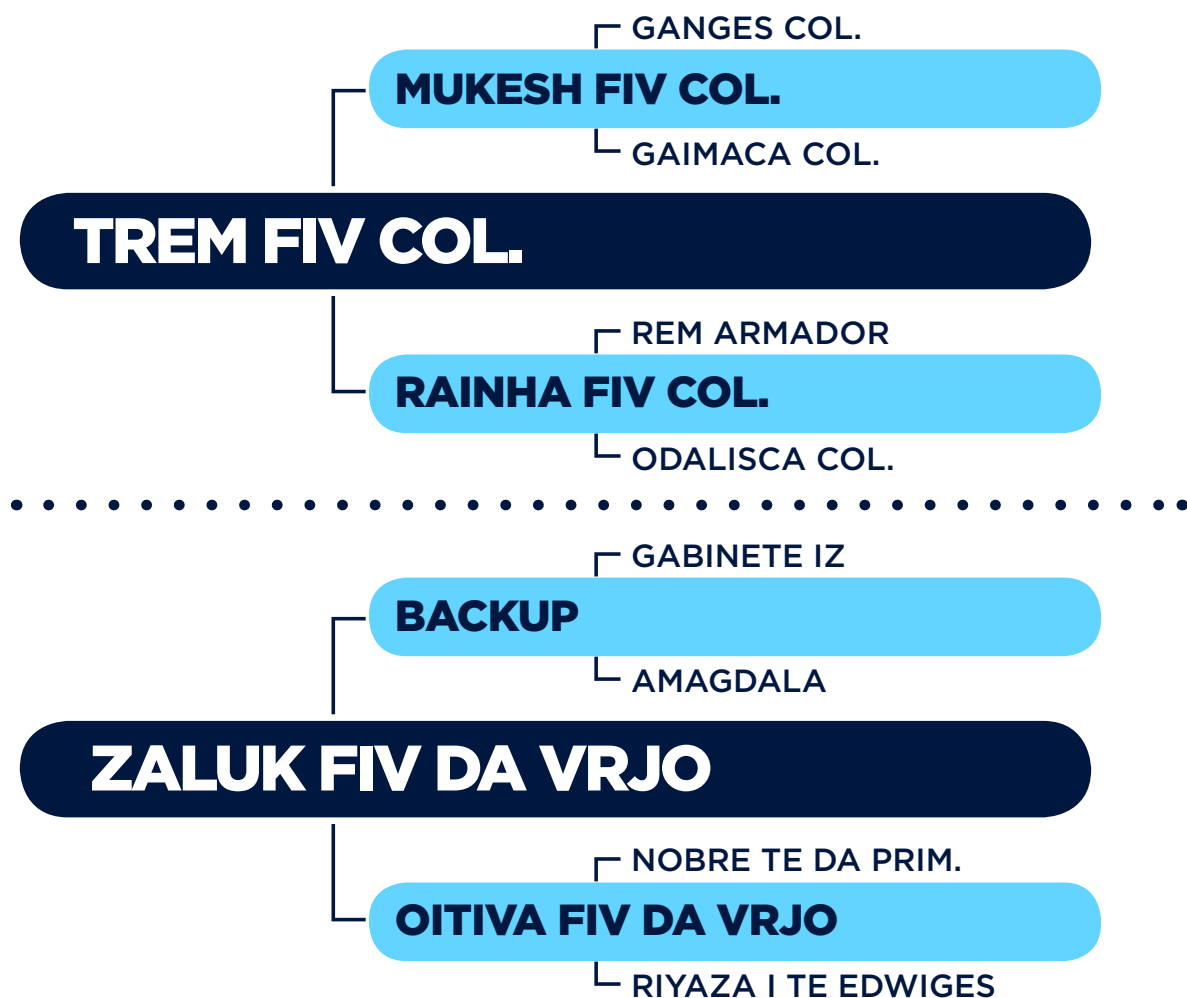 GANGES COL.
MUKESH FIV COL.
GAIMACA COL.
TREM FIV COL.
REM ARMADOR
RAINHA FIV COL.
ODALISCA COL.
GABINETE IZ
BACKUP
AMAGDALA
ZALUK FIV DA VRJO
NOBRE TE DA PRIM.
OITIVA FIV DA VRJO
RIYAZA I TE EDWIGES